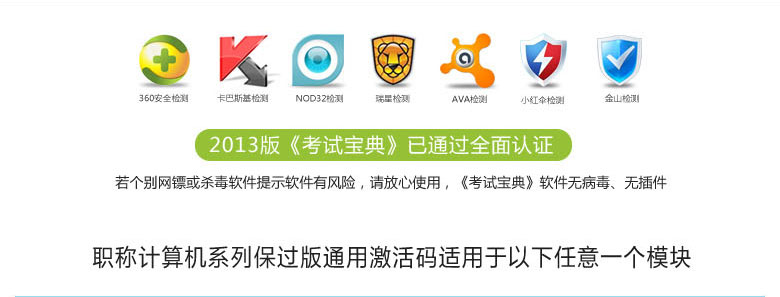 360安全检测 卡巴斯基检测 NOD32检测 瑞星检测 AVA检测 小红伞检测 金山检测
2013版《考试宝典》已通过全面认证
若个别网镖或杀毒软件提示软件有风险，请放心使用，《考试宝典》软件无病毒、无插件
职称计算机系列保过版通用激活码适用于以下任意一个模块